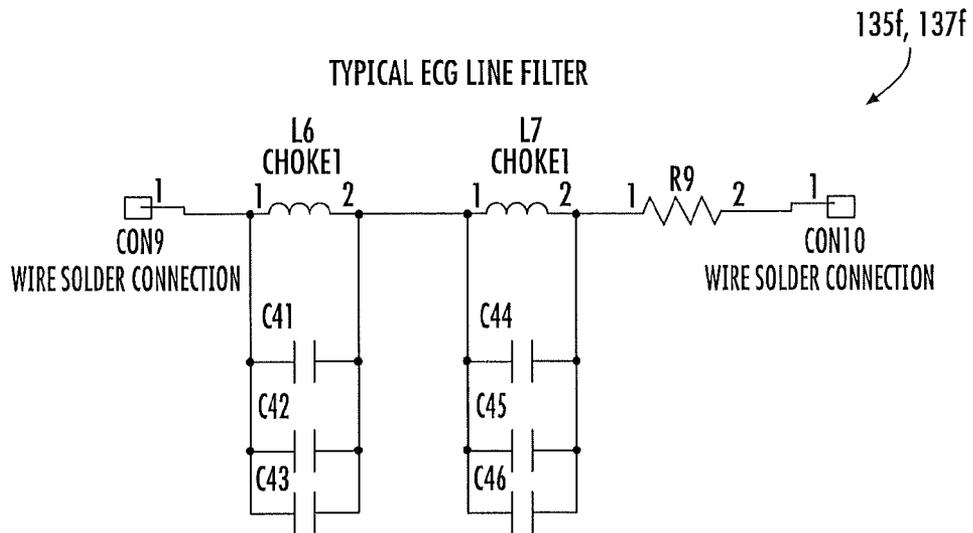 135f, 137f
TYPICAL ECG LINE FILTER
L6
CHOKE1
L7
CHOKE1
R9
1
1
2
1
2
1
2
1
CON9
WIRE SOLDER CONNECTION
CON10
WIRE SOLDER CONNECTION
C41
C44
C42
C45
C43
C46